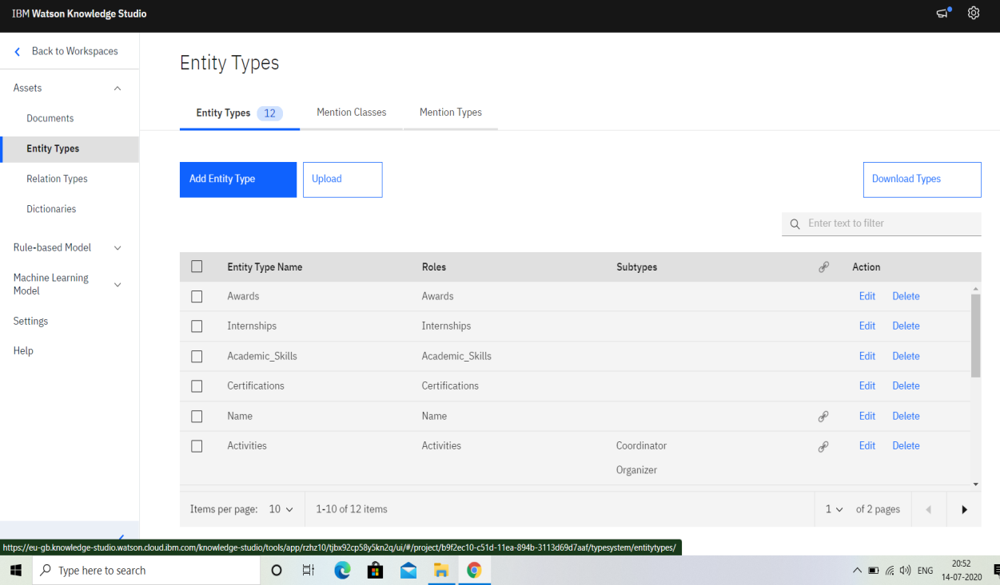 IBM Watson Knowledge Studio
Back to Workspaces
Assets
Documents
Entity Types
Relation Types
Dictionaries
Rule-based Model
Machine Learning
Model
Settings
Help
Entity Types
Entity Types 12 Mention Classes Mention Types
Add Entity Type Upload Download Types
Enter text to filter
Entity Type Name Roles Subtypes Action
Awards Awards Edit Delete
Internships Internships Edit Delete
Academic_Skills Academic_Skills Edit Delete
Certifications Certifications Edit Delete
Name Name Edit Delete
Activities Activities Coordinator Edit Delete
Organizer
Items per page: 10 1-10 of 12 items 1 of 2 pages
https://eu-gb.knowledge-studio.watson.cloud.ibm.com/knowledge-studio/tools/app/rzhz10/tjbx92cp58y5kn2q/ui/#/project/b9f2ec10-c51d-11ea-894b-3113d69d7aaf/typesystem/entitytypes/
Type here to search ENG 20:52
14-07-2020